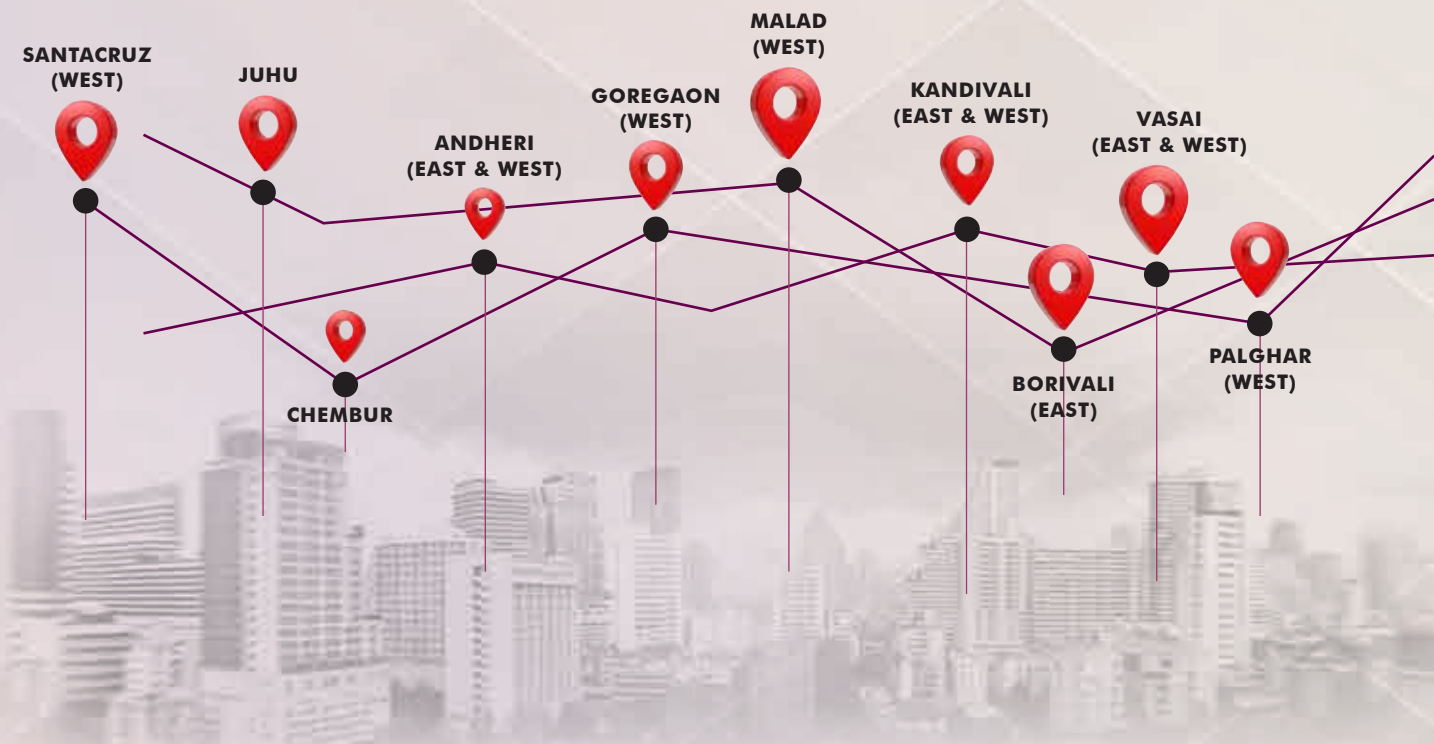 SANTACRUZ
(WEST)
JUHU
CHEMBUR
ANDHERI
(EAST & WEST)
GOREGAON
(WEST)
MALAD
(WEST)
KANDIVALI
(EAST & WEST)
BORIVALI
(EAST)
VASAI
(EAST & WEST)
PALGHAR
(WEST)